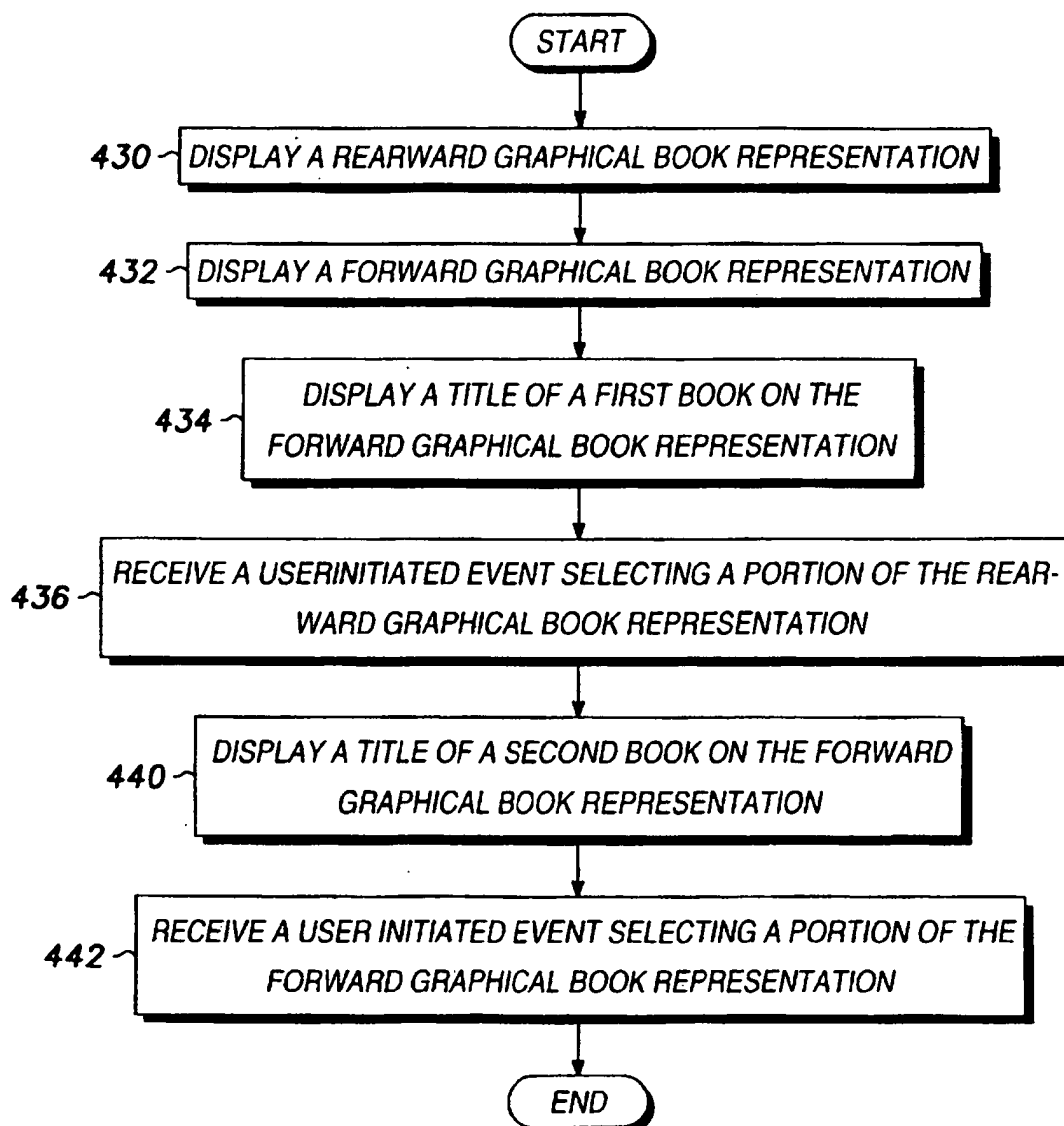 START
430 DISPLAY A REARWARD GRAPHICAL BOOK REPRESENTATION
432 DISPLAY A FORWARD GRAPHICAL BOOK REPRESENTATION
434 DISPLAY A TITLE OF A FIRST BOOK ON THE
FORWARD GRAPHICAL BOOK REPRESENTATION
436 RECEIVE A USERINITIATED EVENT SELECTING A PORTION OF THE REAR-
WARD GRAPHICAL BOOK REPRESENTATION
440 DISPLAY A TITLE OF A SECOND BOOK ON THE FORWARD
GRAPHICAL BOOK REPRESENTATION
442 RECEIVE A USER INITIATED EVENT SELECTING A PORTION OF THE
FORWARD GRAPHICAL BOOK REPRESENTATION
END